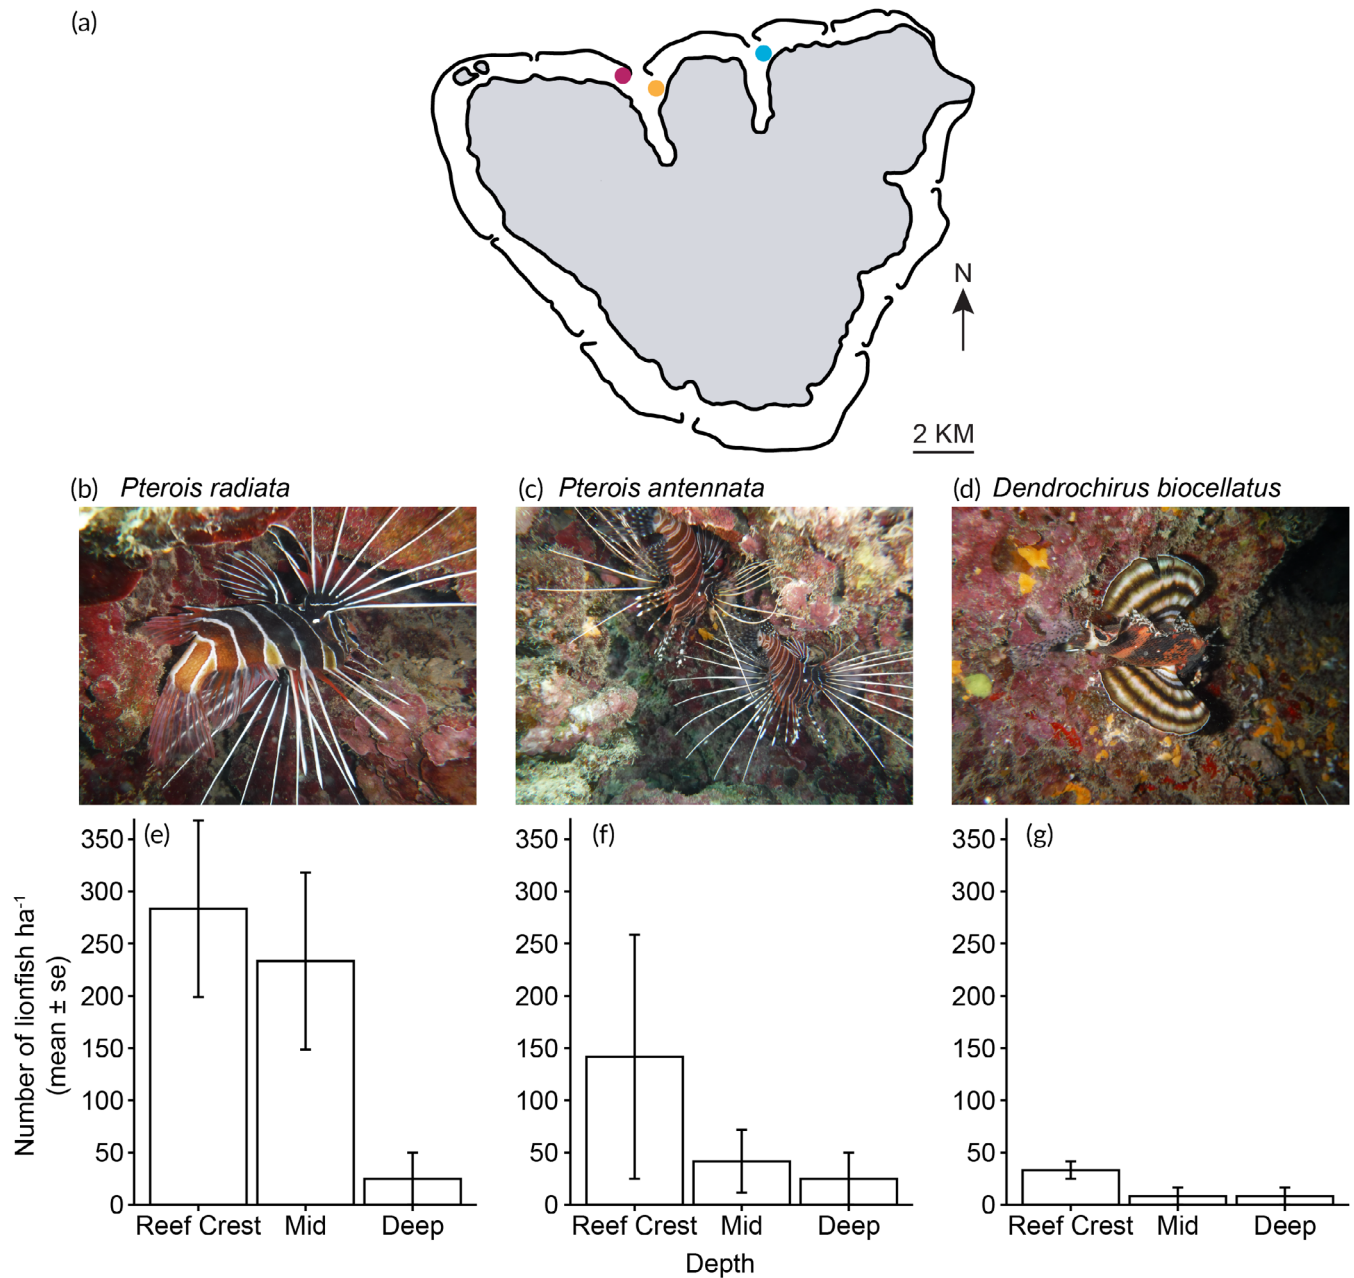 (a)
N
2 KM
(b) Pterois radiata
(c) Pterois antennata
(d) Dendrochirus biocellatus
Number of lionfish ha⁻¹
(mean ± se)
(e)
350
300
250
200
150
100
50
0
Reef Crest Mid Deep
(f)
350
300
250
200
150
100
50
0
Reef Crest Mid Deep
(g)
350
300
250
200
150
100
50
0
Reef Crest Mid Deep
Depth